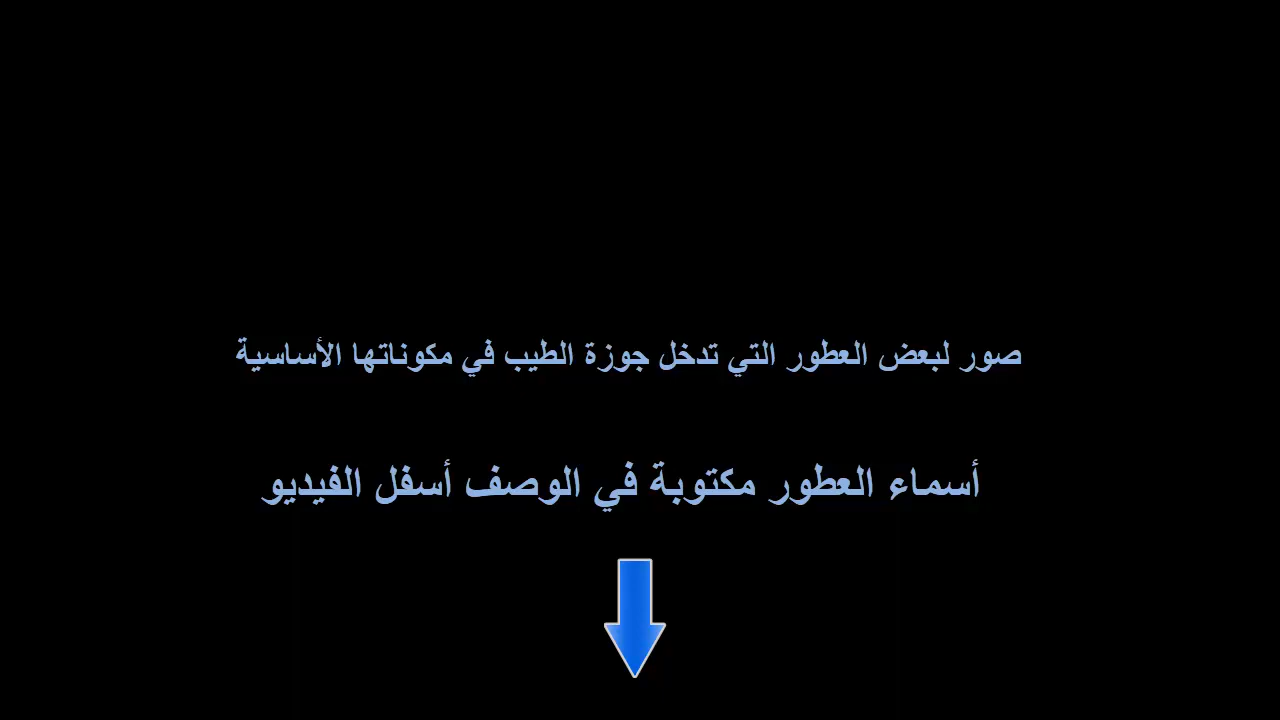 صور لبعض العطور التي تدخل جوزة الطيب في مكوناتها الأساسية
أسماء العطور مكتوبة في الوصف أسفل الفيديو